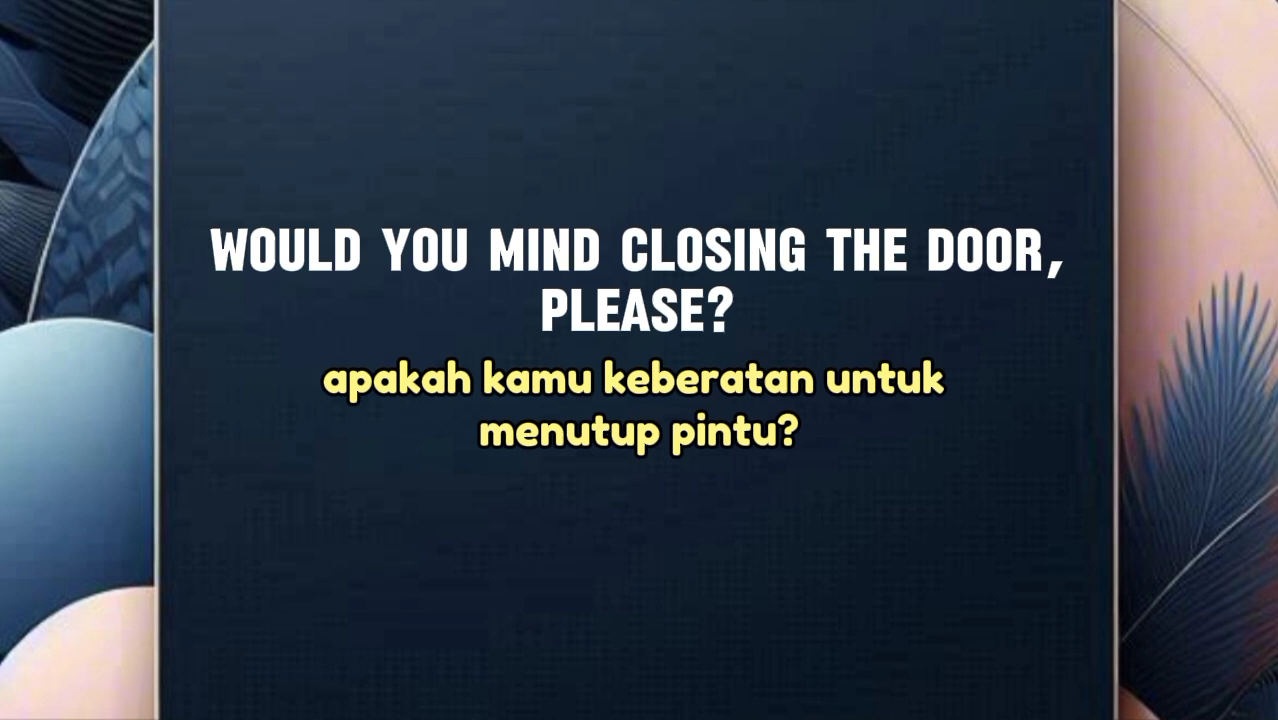 WOULD YOU MIND CLOSING THE DOOR,
PLEASE?
apakah kamu keberatan untuk
menutup pintu?